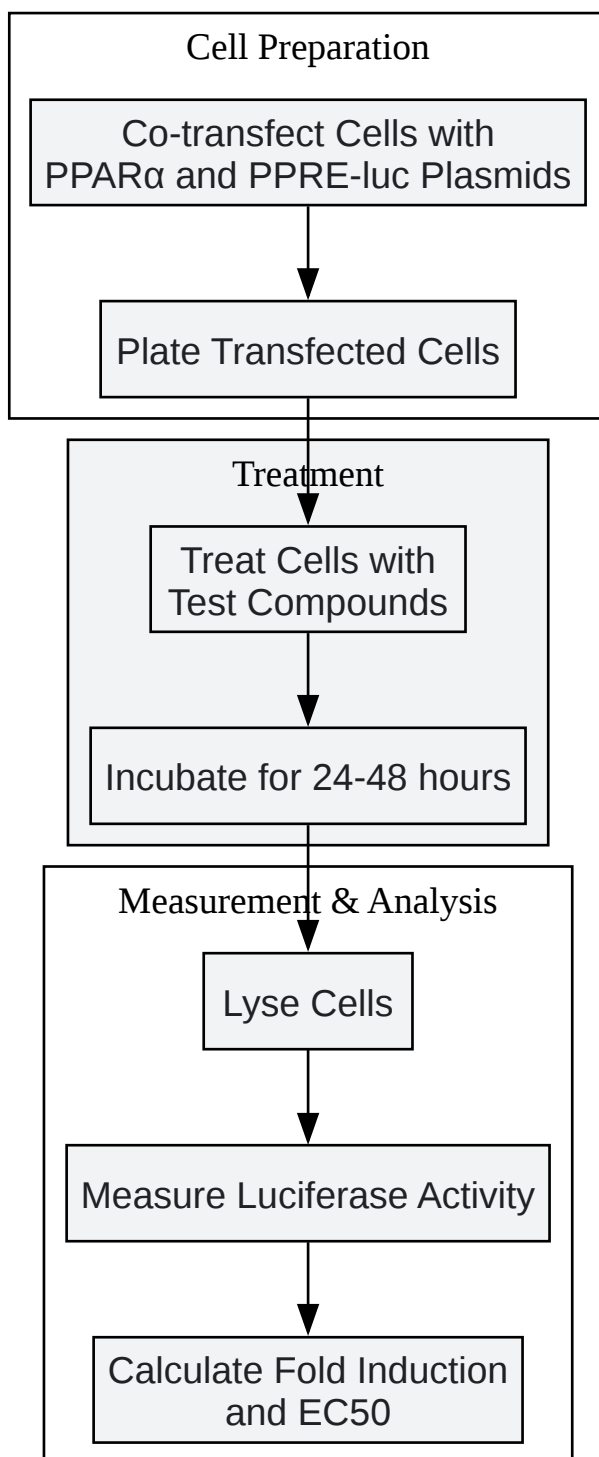 Cell Preparation
Co-transfect Cells with
PPARα and PPRE-luc Plasmids
Plate Transfected Cells
Treatment
Treat Cells with
Test Compounds
Incubate for 24-48 hours
Measurement & Analysis
Lyse Cells
Measure Luciferase Activity
Calculate Fold Induction
and EC50